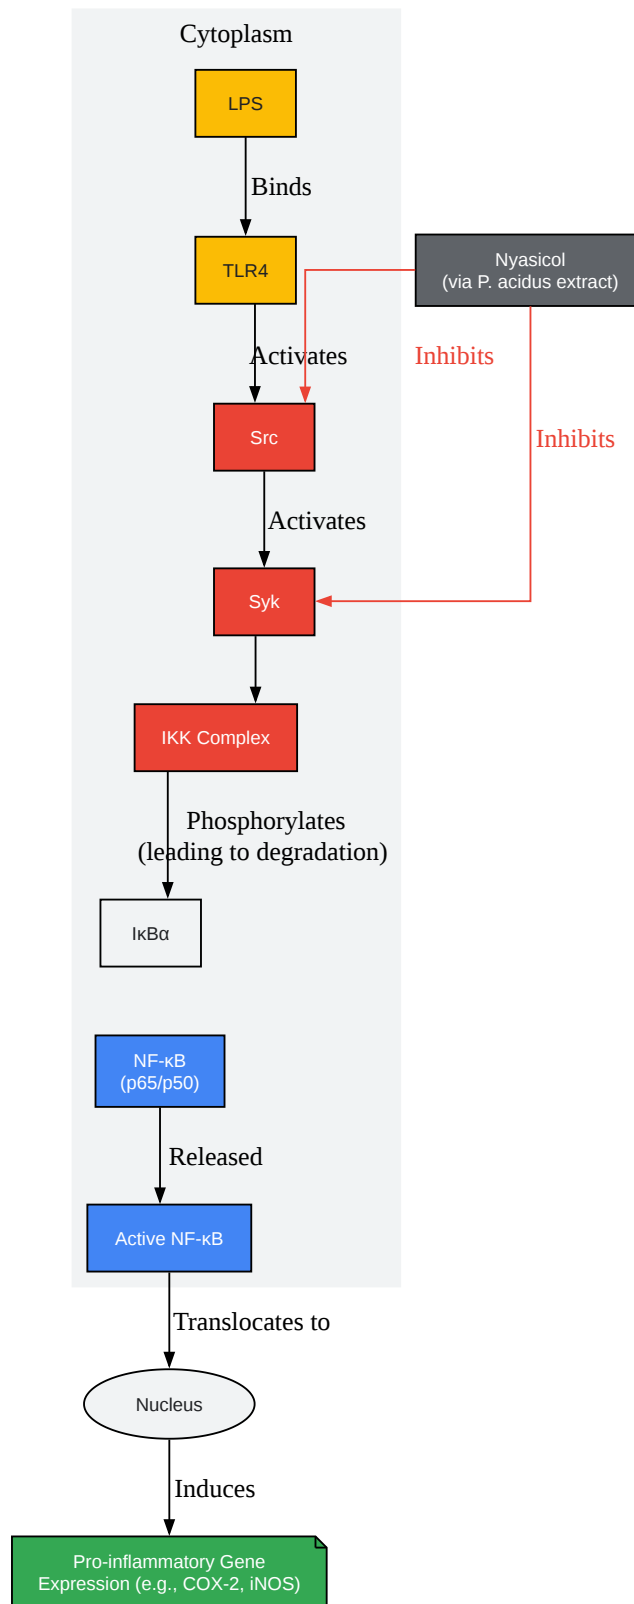 Cytoplasm
LPS
Binds
TLR4
Nyasicol
(via P. acidus extract)
Activates
Inhibits
Src
Inhibits
Activates
Syk
IKK Complex
Phosphorylates
(leading to degradation)
IκBα
NF-κB
(p65/p50)
Released
Active NF-κB
Translocates to
Nucleus
Induces
Pro-inflammatory Gene
Expression (e.g., COX-2, iNOS)